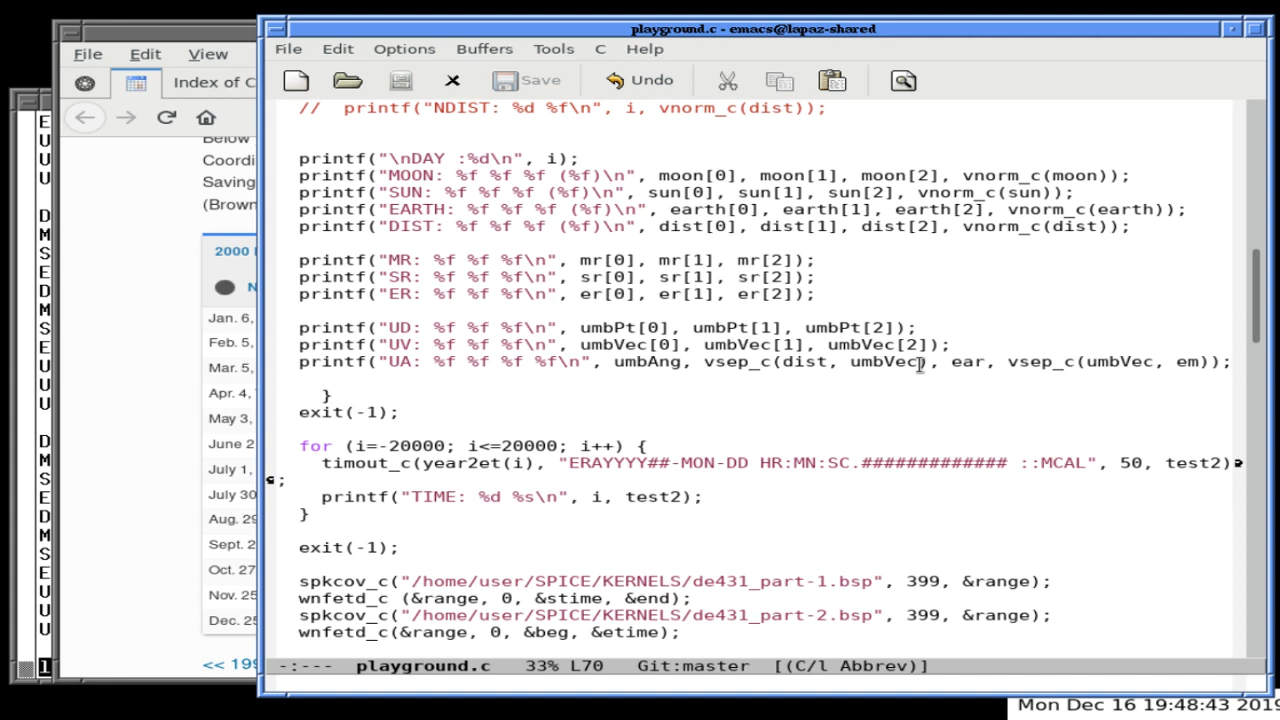 playground.c - emacs@lapaz-shared
File Edit View
File Edit Options Buffers Tools C Help
Index of C
Save Undo
//  printf("NDIST: %d %f\n", i, vnorm_c(dist));
printf("\nDAY :%d\n", i);
printf("MOON: %f %f %f (%f)\n", moon[0], moon[1], moon[2], vnorm_c(moon));
printf("SUN: %f %f %f (%f)\n", sun[0], sun[1], sun[2], vnorm_c(sun));
printf("EARTH: %f %f %f (%f)\n", earth[0], earth[1], earth[2], vnorm_c(earth));
printf("DIST: %f %f %f (%f)\n", dist[0], dist[1], dist[2], vnorm_c(dist));
printf("MR: %f %f %f\n", mr[0], mr[1], mr[2]);
printf("SR: %f %f %f\n", sr[0], sr[1], sr[2]);
printf("ER: %f %f %f\n", er[0], er[1], er[2]);
printf("UD: %f %f %f\n", umbPt[0], umbPt[1], umbPt[2]);
printf("UV: %f %f %f\n", umbVec[0], umbVec[1], umbVec[2]);
printf("UA: %f %f %f %f\n", umbAng, vsep_c(dist, umbVec), ear, vsep_c(umbVec, em));
}
exit(-1);
for (i=-20000; i<=20000; i++) {
timout_c(year2et(i), "ERAYYYY##-MON-DD HR:MN:SC.############# ::MCAL", 50, test2)
;
printf("TIME: %d %s\n", i, test2);
}
exit(-1);
spkcov_c("/home/user/SPICE/KERNELS/de431_part-1.bsp", 399, &range);
wnfetd_c (&range, 0, &stime, &end);
spkcov_c("/home/user/SPICE/KERNELS/de431_part-2.bsp", 399, &range);
wnfetd_c(&range, 0, &beg, &etime);
-:---  playground.c   33% L70   Git:master  [(C/l Abbrev)]
Below
Coordi
Saving
(Brown
2000
N
Jan. 6,
Feb. 5,
Mar. 5,
Apr. 4,
May 3,
June 2
July 1,
July 30
Aug. 29
Sept. 2
Oct. 27
Nov. 25
Dec. 25
<< 199
E
U
U
U
D
M
S
E
D
M
S
E
U
U
U
D
M
S
E
D
M
S
E
U
U
U
Mon Dec 16 19:48:43 2019